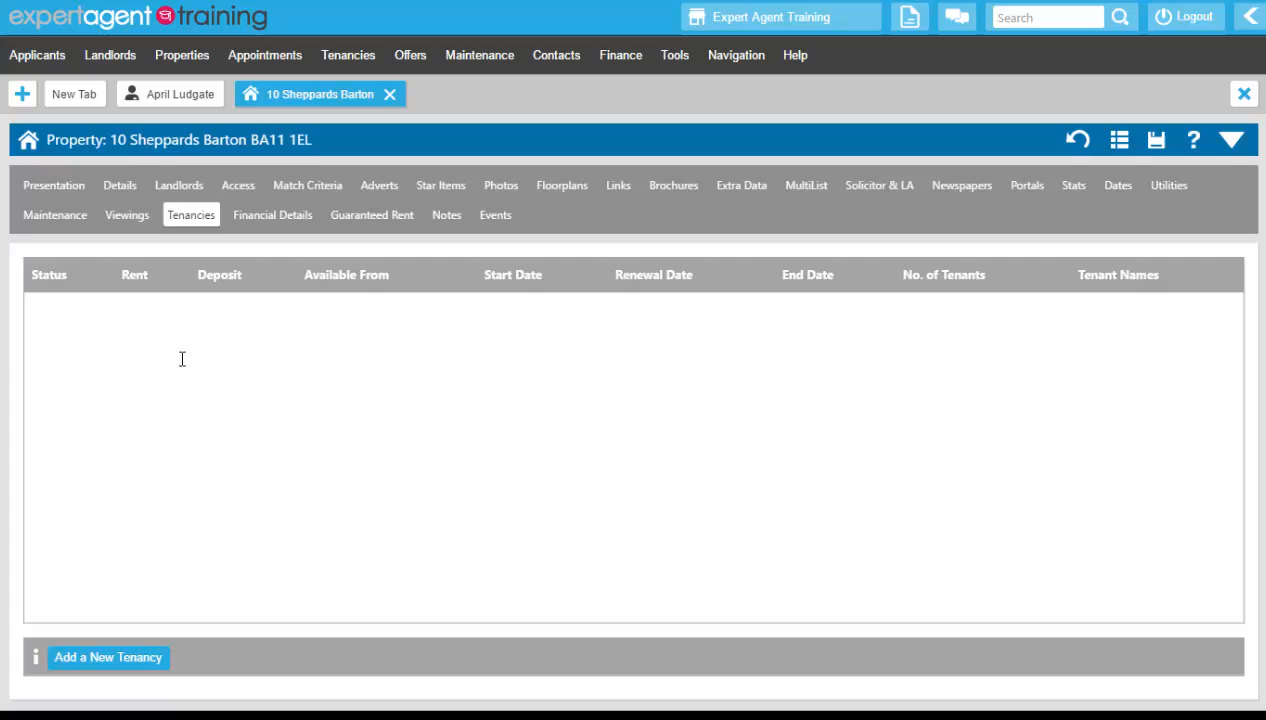 expertagent training Expert Agent Training Search Logout
Applicants Landlords Properties Appointments Tenancies Offers Maintenance Contacts Finance Tools Navigation Help
New Tab April Ludgate 10 Sheppards Barton
Property: 10 Sheppards Barton BA11 1EL
Presentation Details Landlords Access Match Criteria Adverts Star Items Photos Floorplans Links Brochures Extra Data MultiList Solicitor & LA Newspapers Portals Stats Dates Utilities
Maintenance Viewings Tenancies Financial Details Guaranteed Rent Notes Events
Status Rent Deposit Available From Start Date Renewal Date End Date No. of Tenants Tenant Names
Add a New Tenancy